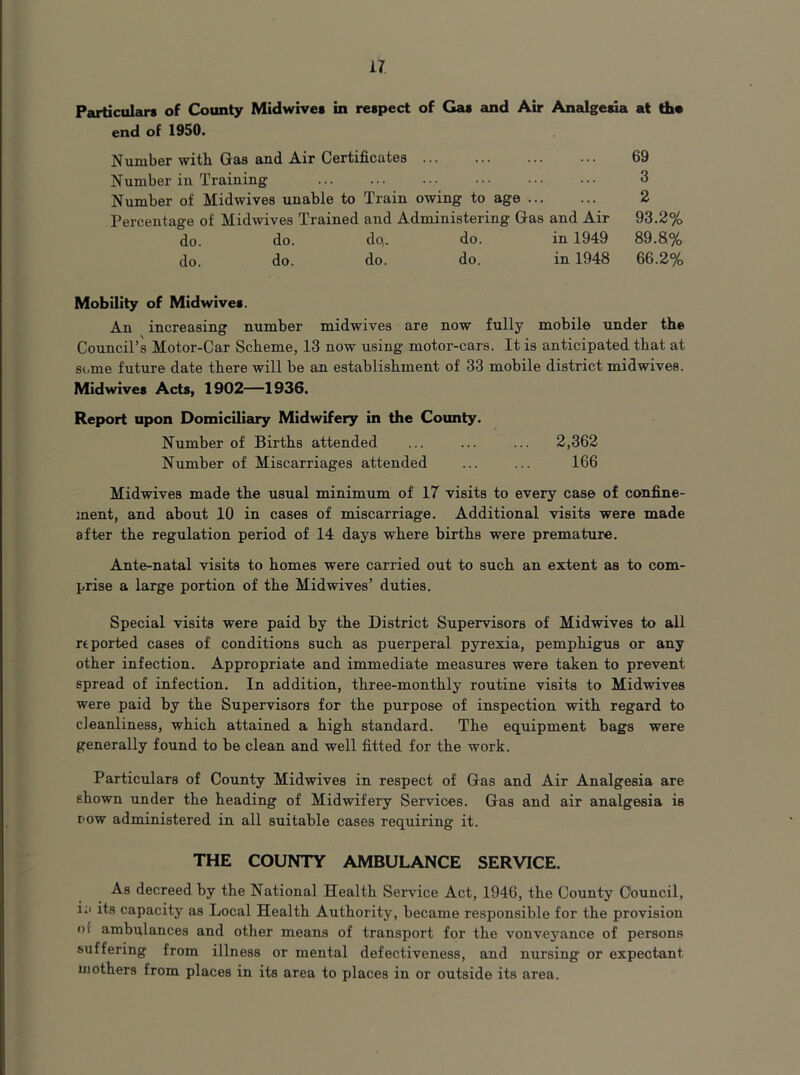 17
Particulars of County Midwives in respect of Gas and Air Analgesia at the
end of 1950.
Number with Gas and Air Certificates ... ... ... ... 69
Number in Training ... ... ... ... ... ... 3
Number of Midwives unable to Train owing to age ... ... 2
Percentage of Midwives Trained and Administering Gas and Air 93.2%
do. do. do. do. in 1949 89.8%
do. do. do. do. in 1948 66.2%
Mobility of Midwives.
An increasing number midwives are now fully mobile under the
Council's Motor-Car Scheme, 13 now using motor-cars. It is anticipated that at
some future date there will be an establishment of 33 mobile district midwives.
Midwives Acts, 1902—1936.
Report upon Domiciliary Midwifery in the County.
Number of Births attended ... ... ... 2,362
Number of Miscarriages attended ... ... 166
Midwives made the usual minimum of 17 visits to every case of confine-
ment, and about 10 in cases of miscarriage. Additional visits were made
after the regulation period of 14 days where births were premature.
Ante-natal visits to homes were carried out to such an extent as to com-
prise a large portion of the Midwives' duties.
Special visits were paid by the District Supervisors of Midwives to all
reported cases of conditions such as puerperal pyrexia, pemphigus or any
other infection. Appropriate and immediate measures were taken to prevent
spread of infection. In addition, three-monthly routine visits to Midwives
were paid by the Supervisors for the purpose of inspection with regard to
cleanliness, which attained a high standard. The equipment bags were
generally found to be clean and well fitted for the work.
Particulars of County Midwives in respect of Gas and Air Analgesia are
shown under the heading of Midwifery Services. Gas and air analgesia is
now administered in all suitable cases requiring it.
THE COUNTY AMBULANCE SERVICE.
As decreed by the National Health Service Act, 1946, the County Council,
in its capacity as Local Health Authority, became responsible for the provision
of ambulances and other means of transport for the vonveyance of persons
suffering from illness or mental defectiveness, and nursing or expectant
mothers from places in its area to places in or outside its area.